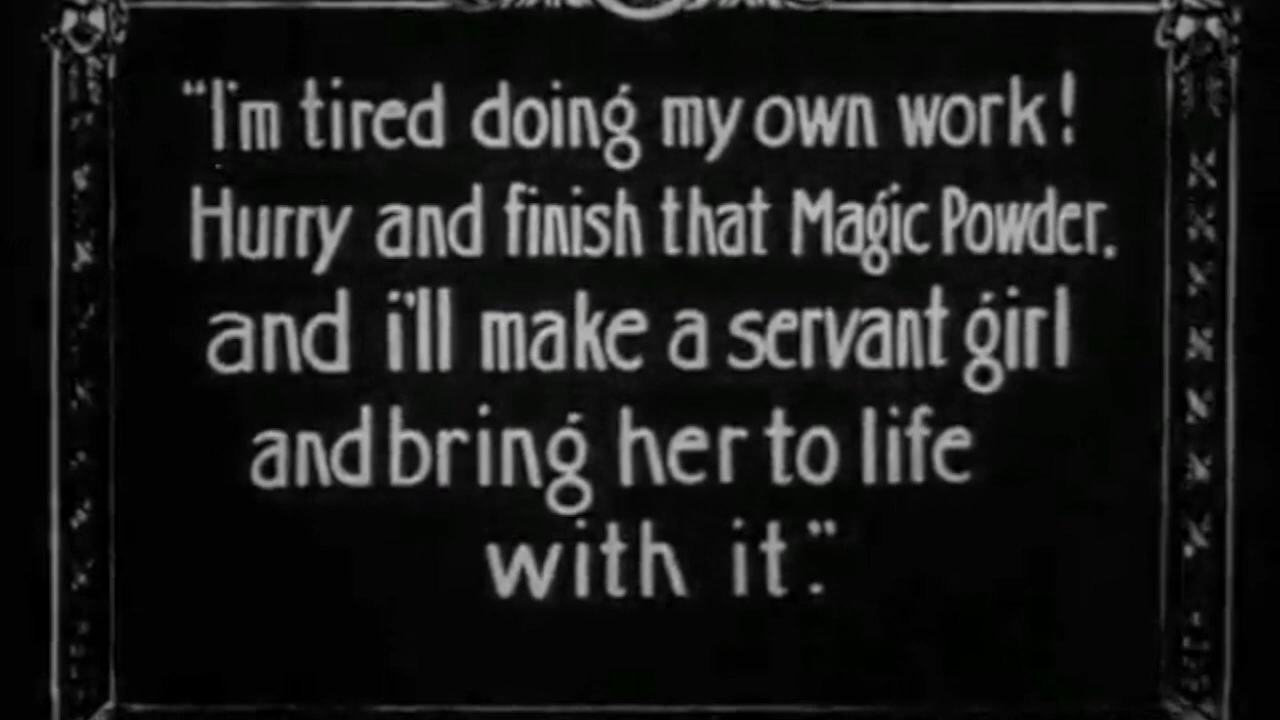 "I'm tired doing my own work!
Hurry and finish that Magic Powder.
and i'll make a servant girl
and bring her to life
with it."